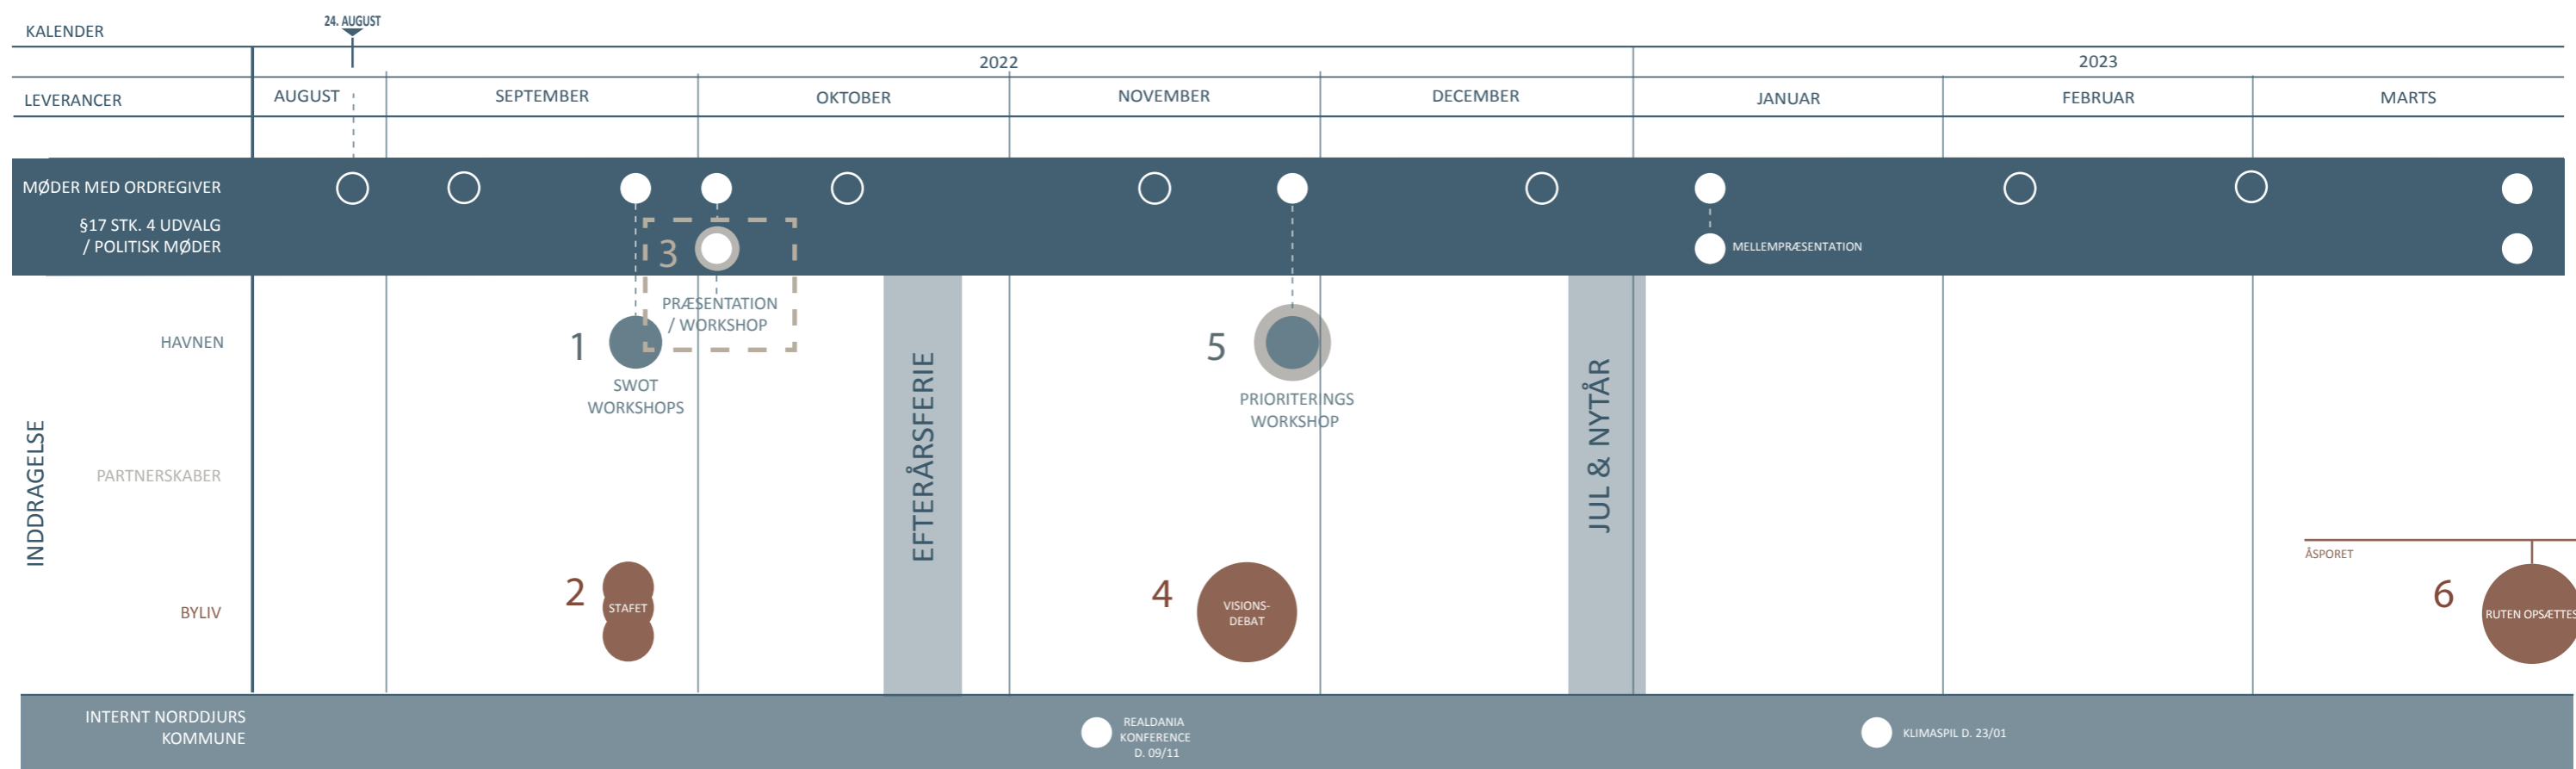 24. AUGUST
KALENDER
2022
2023
LEVERANCER
AUGUST
SEPTEMBER
OKTOBER
NOVEMBER
DECEMBER
JANUAR
FEBRUAR
MARTS
MØDER MED ORDREGIVER
§17 STK. 4 UDVALG
/ POLITISK MØDER
3
MELLEMPRÆSENTATION
PRÆSENTATION
/ WORKSHOP
HAVNEN
1
SWOT
WORKSHOPS
5
PRIORITERINGS
WORKSHOP
EFTERÅRSFERIE
JUL & NYTÅR
INDDRAGELSE
PARTNERSKABER
ÅSPORET
BYLIV
2
STAFET
4
VISIONS-
DEBAT
6
RUTEN OPSÆTTES
INTERNT NORDDJURS
KOMMUNE
REALDANIA
KONFERENCE
D. 09/11
KLIMASPIL D. 23/01